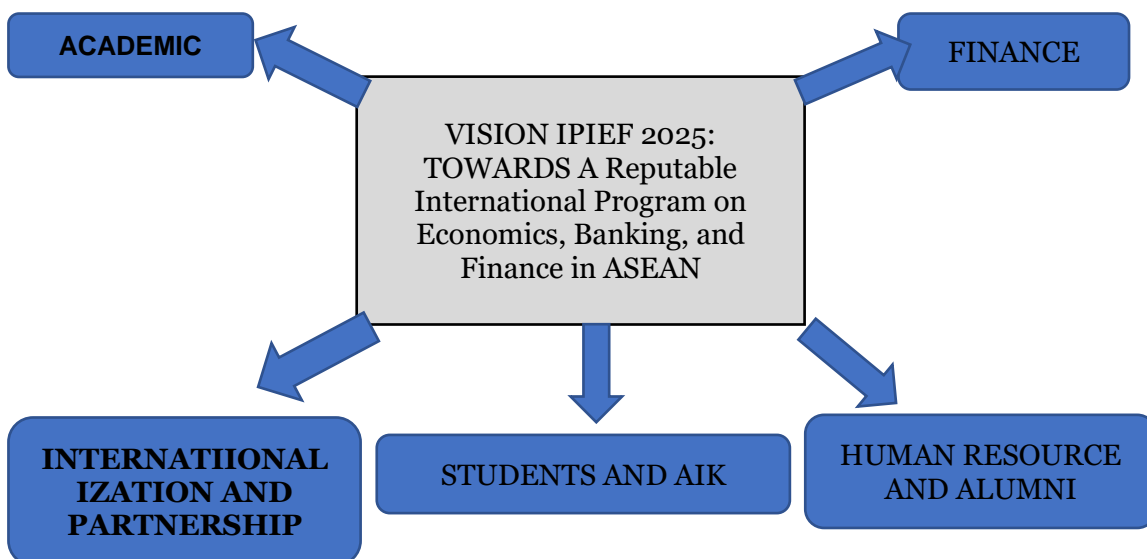 ACADEMIC
FINANCE
VISION IPIEF 2025:
TOWARDS A Reputable
International Program on
Economics, Banking, and
Finance in ASEAN
INTERNATIIONAL
IZATION AND
PARTNERSHIP
STUDENTS AND AIK
HUMAN RESOURCE
AND ALUMNI